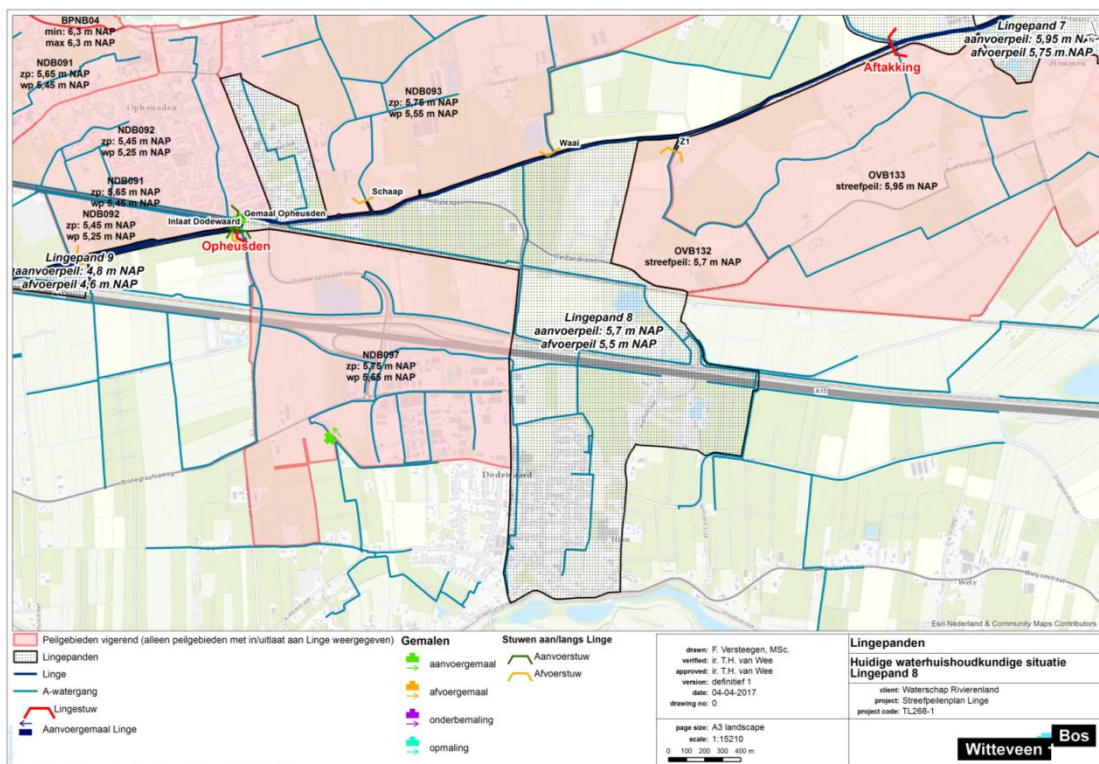 BPNB04
min: 6,3 m NAP
max 6,3 m NAP
NDB091
zp: 5,65 m NAP
wp 5,45 m NAP
Opheusden
NDB092
zp: 5,45 m NAP
wp 5,25 m NAP
NDB091
zp: 5,65 m NAP
wp 5,45 m NAP
NDB092
zp: 5,45 m NAP
wp 5,25 m NAP
NDB093
zp: 5,75 m NAP
wp 5,55 m NAP
Lingepand 7
aanvoerpeil: 5,95 m NAP
afvoerpeil 5,75 m NAP
Aftakking
Hemmen
Waai
Z1
Schaap
Gemaal Opheusden
Inlaat Dodewaard
Opheusden
OVB133
streefpeil: 5,95 m NAP
OVB132
streefpeil: 5,7 m NAP
Lingepand 9
aanvoerpeil: 4,8 m NAP
afvoerpeil 4,6 m NAP
Lingepand 8
aanvoerpeil: 5,7 m NAP
afvoerpeil 5,5 m NAP
NDB097
zp: 5,75 m NAP
wp 5,55 m NAP
A15
Bonegraafseweg
Dodewaard
Hien
Wely
Welysestraat
Esri Nederland & Community Maps Contributors
Peilgebieden vigerend (alleen peilgebieden met in/uitlaat aan Linge weergegeven)
Lingepanden
Linge
A-watergang
Lingestuw
Aanvoergemaal Linge
Gemalen
aanvoergemaal
afvoergemaal
onderbemaling
opmaling
Stuwen aan/langs Linge
Aanvoerstuw
Afvoerstuw
drawn: F. Versteegen, MSc.
verified: ir. T.H. van Wee
approved: ir. T.H. van Wee
version: definitief 1
date: 04-04-2017
drawing no: 0
page size: A3 landscape
scale: 1:15210
0 100 200 300 400 m
Lingepanden
Huidige waterhuishoudkundige situatie
Lingepand 8
client: Waterschap Rivierenland
project: Streefpeilenplan Linge
project code: TL268-1
Witteveen + Bos